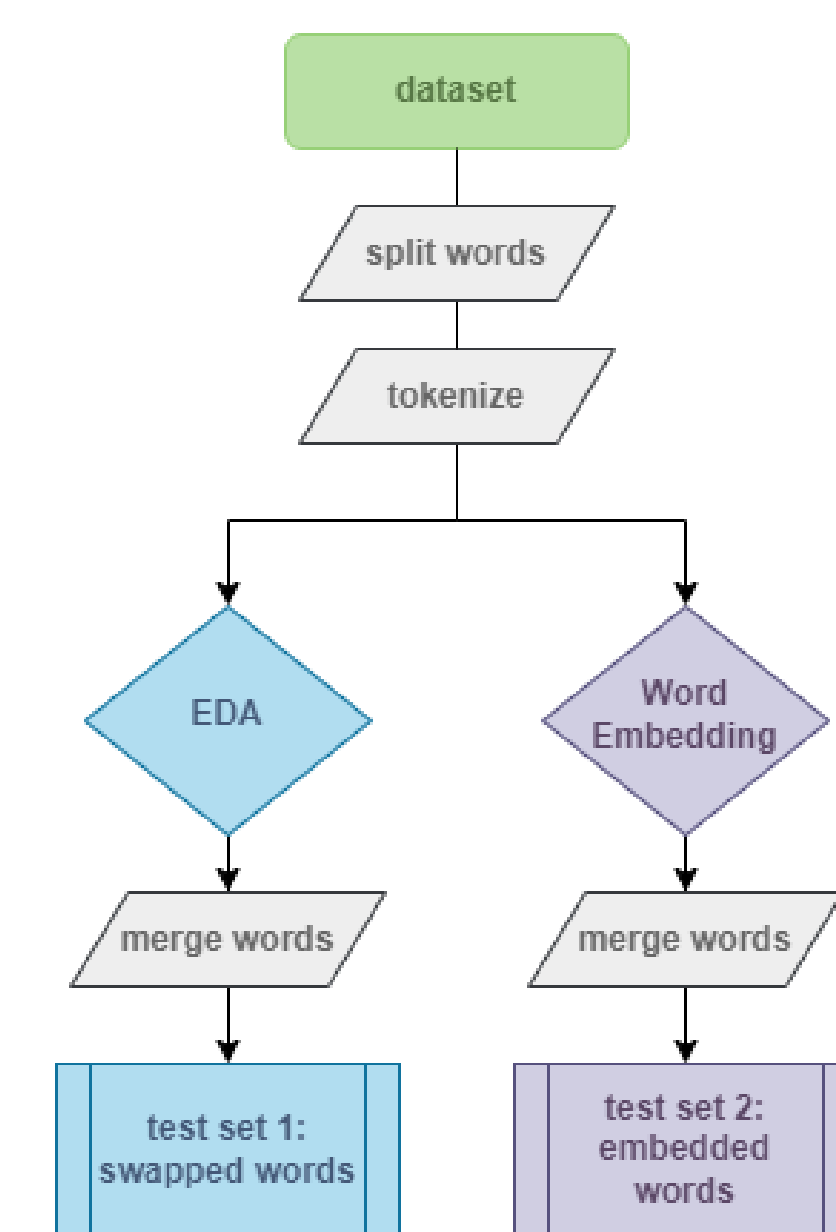 dataset
split words
tokenize
EDA
Word
Embedding
merge words
merge words
test set 1:
swapped words
test set 2:
embedded
words